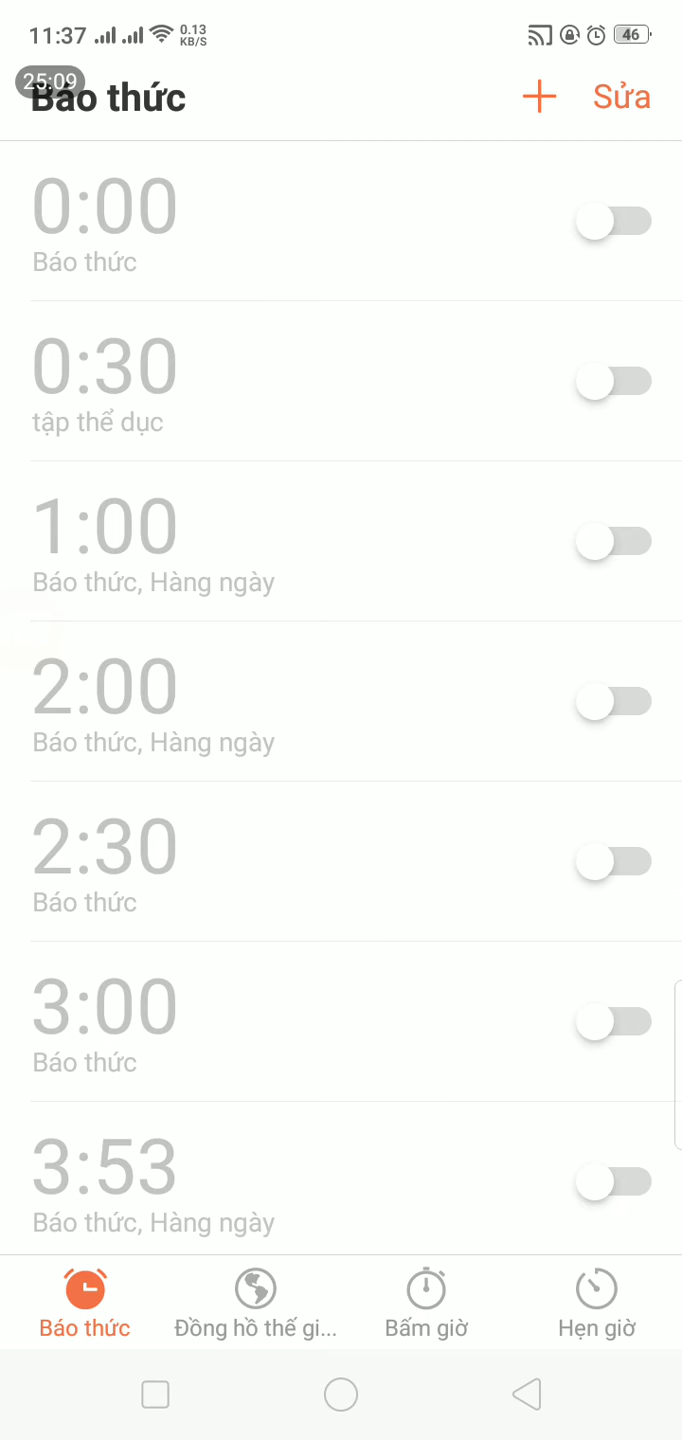 11:37
0.13
KB/S
46
25:09
Báo thức
Sửa
0:00
Báo thức
0:30
tập thể dục
1:00
Báo thức, Hàng ngày
2:00
Báo thức, Hàng ngày
2:30
Báo thức
3:00
Báo thức
3:53
Báo thức, Hàng ngày
Báo thức
Đồng hồ thế gi...
Bấm giờ
Hẹn giờ